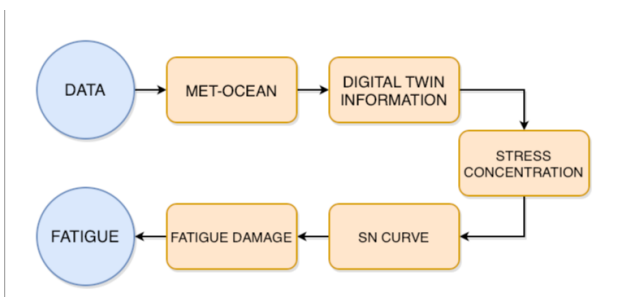 DATA
MET-OCEAN
DIGITAL TWIN
INFORMATION
STRESS
CONCENTRATION
SN CURVE
FATIGUE DAMAGE
FATIGUE